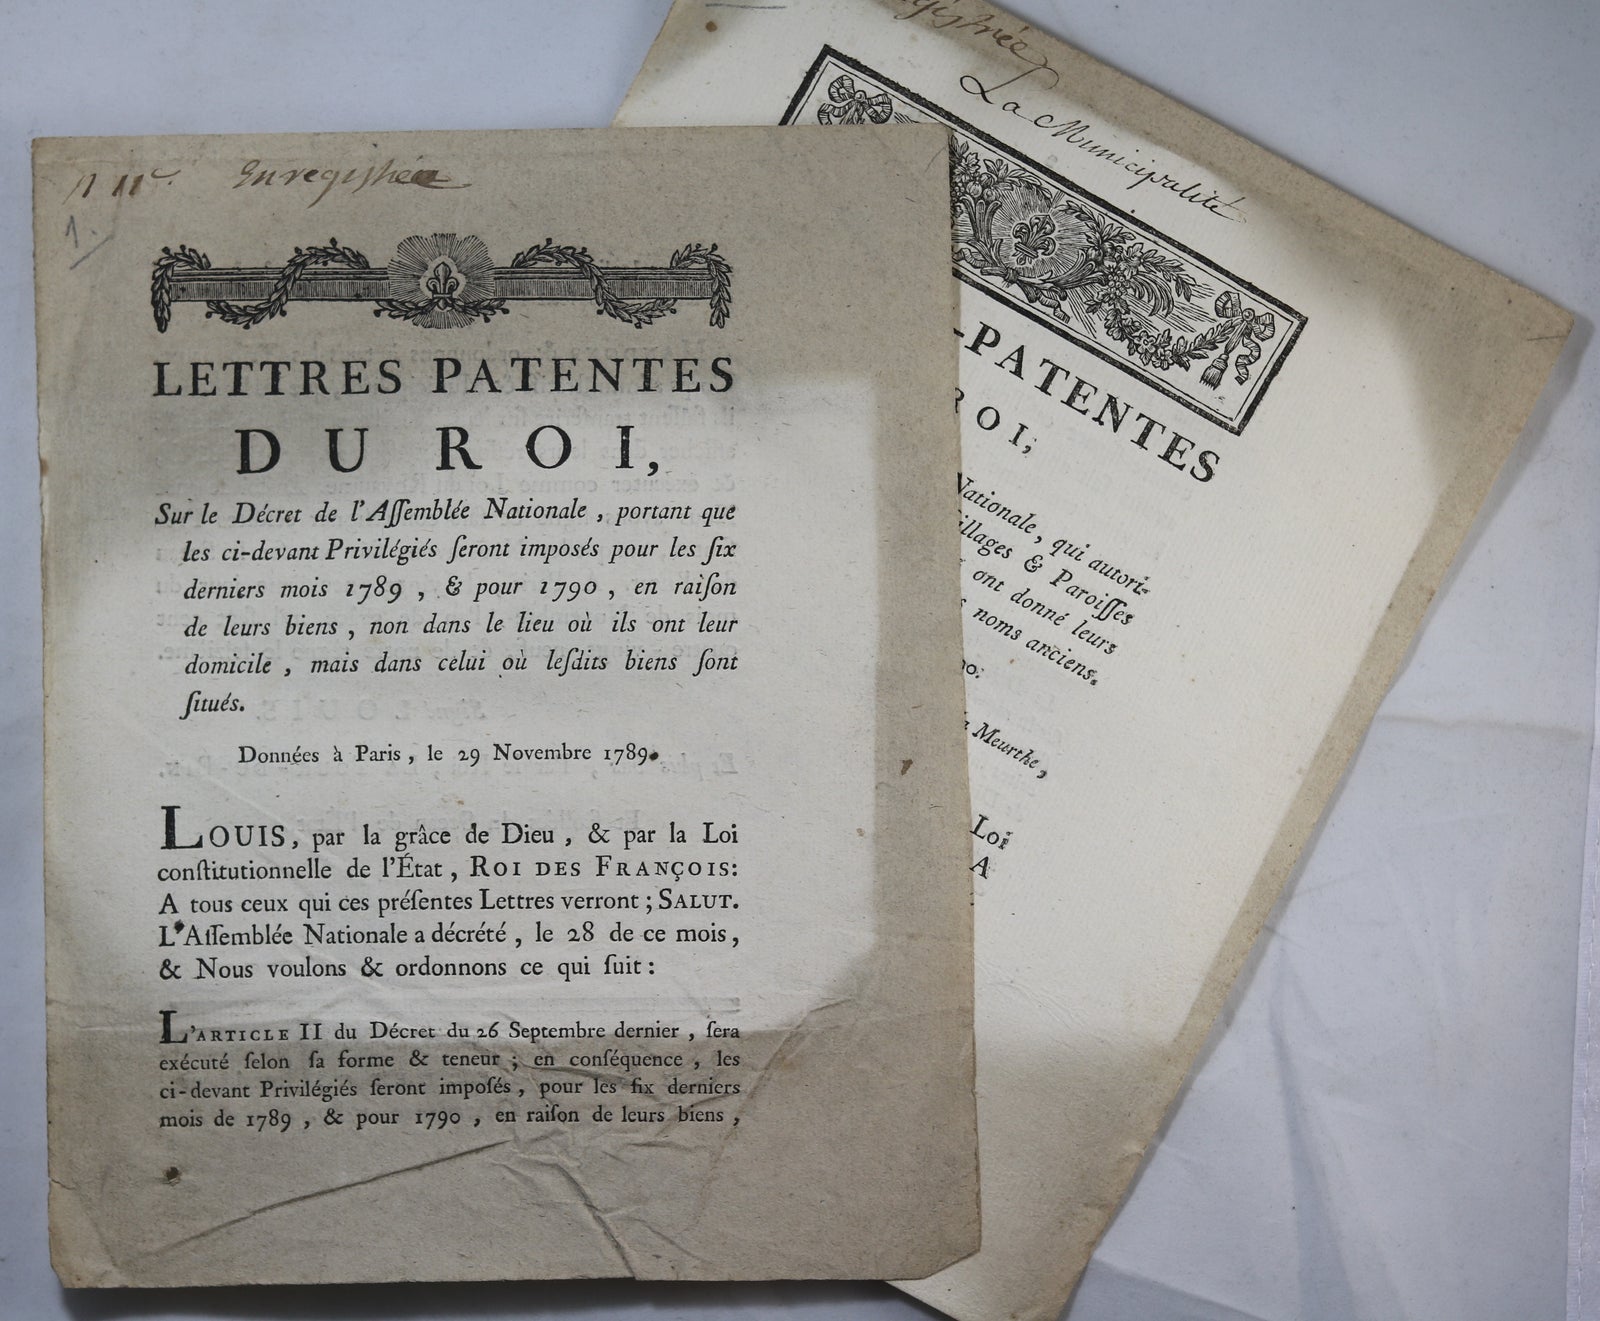 Enregistrée
1.
LETTRES PATENTES
DU ROI,
Sur le Décret de l'Aſſemblée Nationale, portant que
les ci-devant Privilégiés ſeront impoſés pour les ſix
derniers mois 1789, & pour 1790, en raiſon
de leurs biens, non dans le lieu où ils ont leur
domicile, mais dans celui où leſdits biens ſont
ſitués.
Données à Paris, le 29 Novembre 1789.
LOUIS, par la grâce de Dieu, & par la Loi
conſtitutionnelle de l'État, ROI DES FRANÇOIS:
A tous ceux qui ces préſentes Lettres verront; SALUT.
L'Aſſemblée Nationale a décrété, le 28 de ce mois,
& Nous voulons & ordonnons ce qui ſuit:
L'ARTICLE II du Décret du 26 Septembre dernier, ſera
exécuté ſelon ſa forme & teneur; en conſéquence, les
ci-devant Privilégiés ſeront impoſés, pour les ſix derniers
mois de 1789, & pour 1790, en raiſon de leurs biens,
gistrée
La Municipalité
-PATENTES
ROI,
Nationale, qui autori-
illages & Paroiſſes
ont donné leurs
noms anciens.
Meurthe,
Loi
A